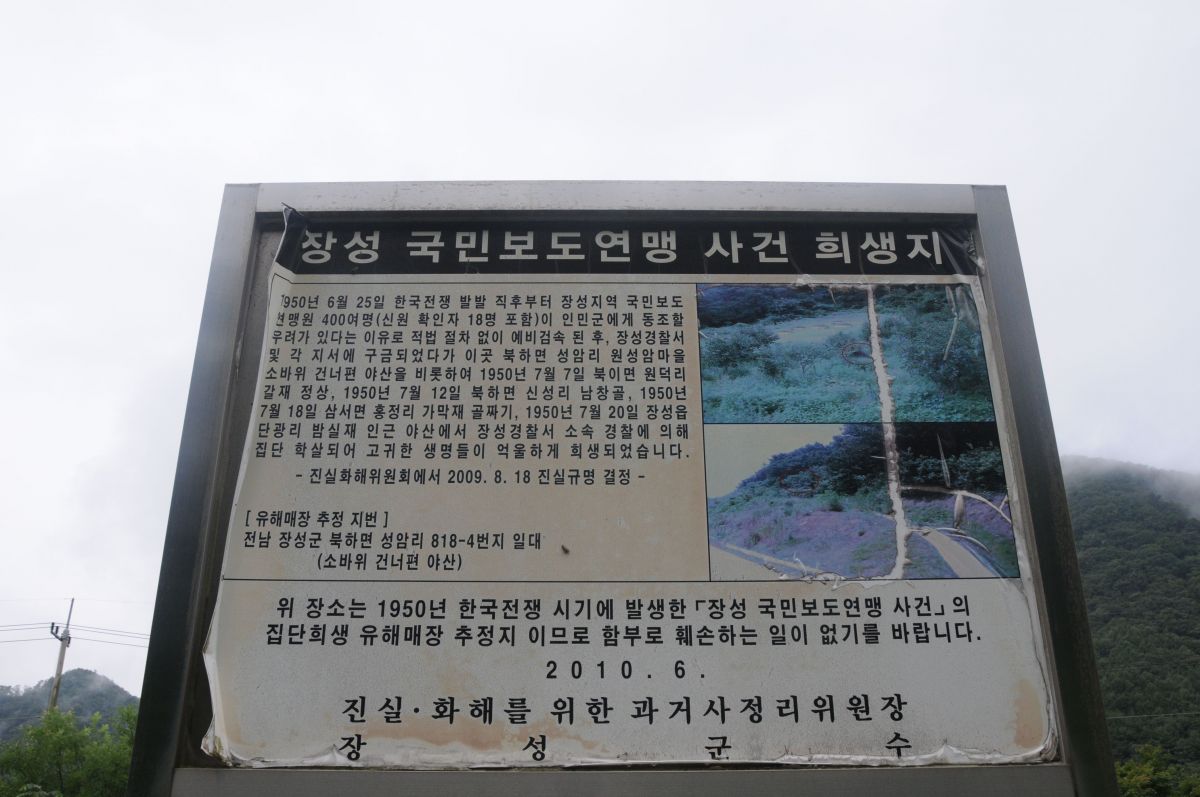 장성 국민보도연맹 사건 희생지
1950년 6월 25일 한국전쟁 발발 직후부터 장성지역 국민보도
연맹원 400여명(신원 확인자 18명 포함)이 인민군에게 동조할
우려가 있다는 이유로 적법 절차 없이 예비검속 된 후, 장성경찰서
및 각 지서에 구금되었다가 이곳 북하면 성암리 원성암마을
소바위 건너편 야산을 비롯하여 1950년 7월 7일 북이면 원덕리
갈재 정상, 1950년 7월 12일 북하면 신성리 남창골, 1950년
7월 18일 삼서면 홍정리 가막재 골짜기, 1950년 7월 20일 장성읍
단광리 밤실재 인근 야산에서 장성경찰서 소속 경찰에 의해
집단 학살되어 고귀한 생명들이 억울하게 희생되었습니다.
- 진실화해위원회에서 2009. 8. 18 진실규명 결정 -
[ 유해매장 추정 지번 ]
전남 장성군 북하면 성암리 818-4번지 일대
(소바위 건너편 야산)
위 장소는 1950년 한국전쟁 시기에 발생한 「장성 국민보도연맹 사건」의
집단희생 유해매장 추정지 이므로 함부로 훼손하는 일이 없기를 바랍니다.
2010. 6.
진실·화해를 위한 과거사정리위원장
장 성 군 수